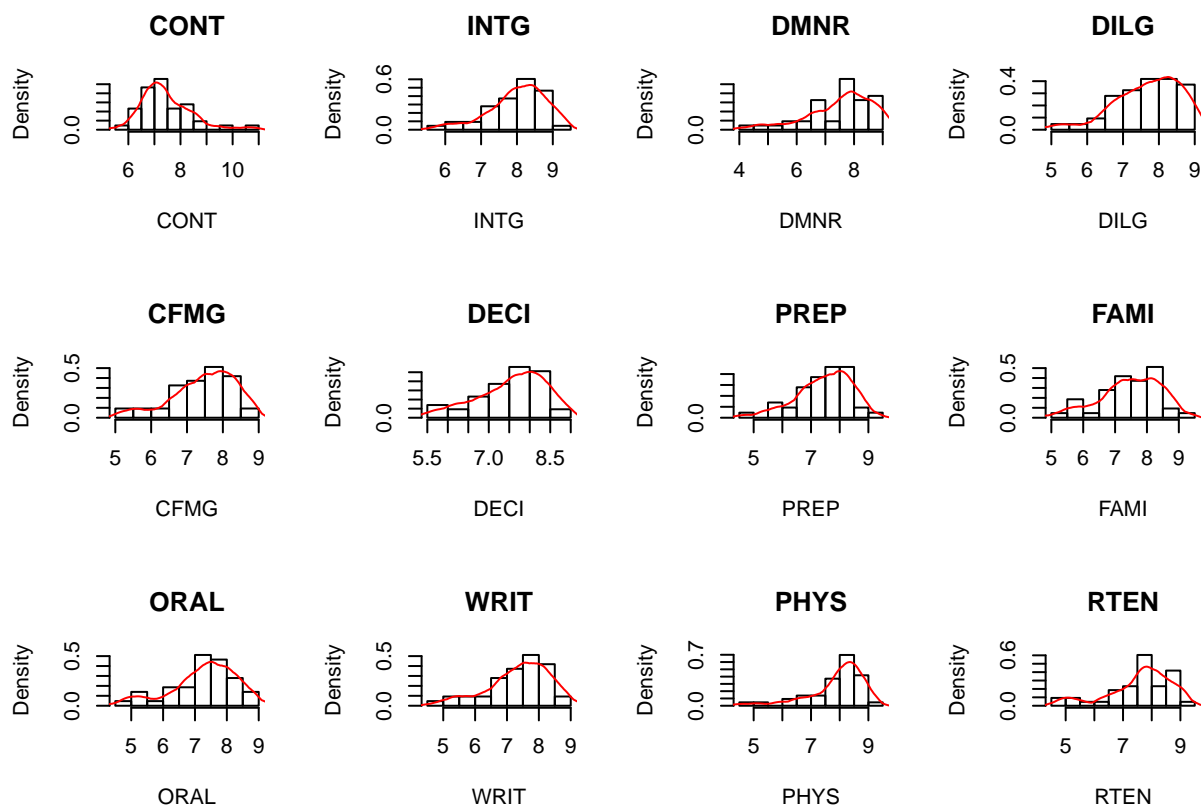 CONT INTG DMNR DILG
Density Density Density Density
0.0 0.0 0.6 0.0 0.0 0.4
6 8 10 6 7 8 9 4 6 8 5 6 7 8 9
CONT INTG DMNR DILG
CFMG DECI PREP FAMI
Density Density Density Density
0.0 0.5 0.0 0.0 0.0 0.5
5 6 7 8 9 5.5 7.0 8.5 5 7 9 5 6 7 8 9
CFMG DECI PREP FAMI
ORAL WRIT PHYS RTEN
Density Density Density Density
0.0 0.5 0.0 0.5 0.0 0.7 0.0 0.6
5 6 7 8 9 5 6 7 8 9 5 7 9 5 7 9
ORAL WRIT PHYS RTEN